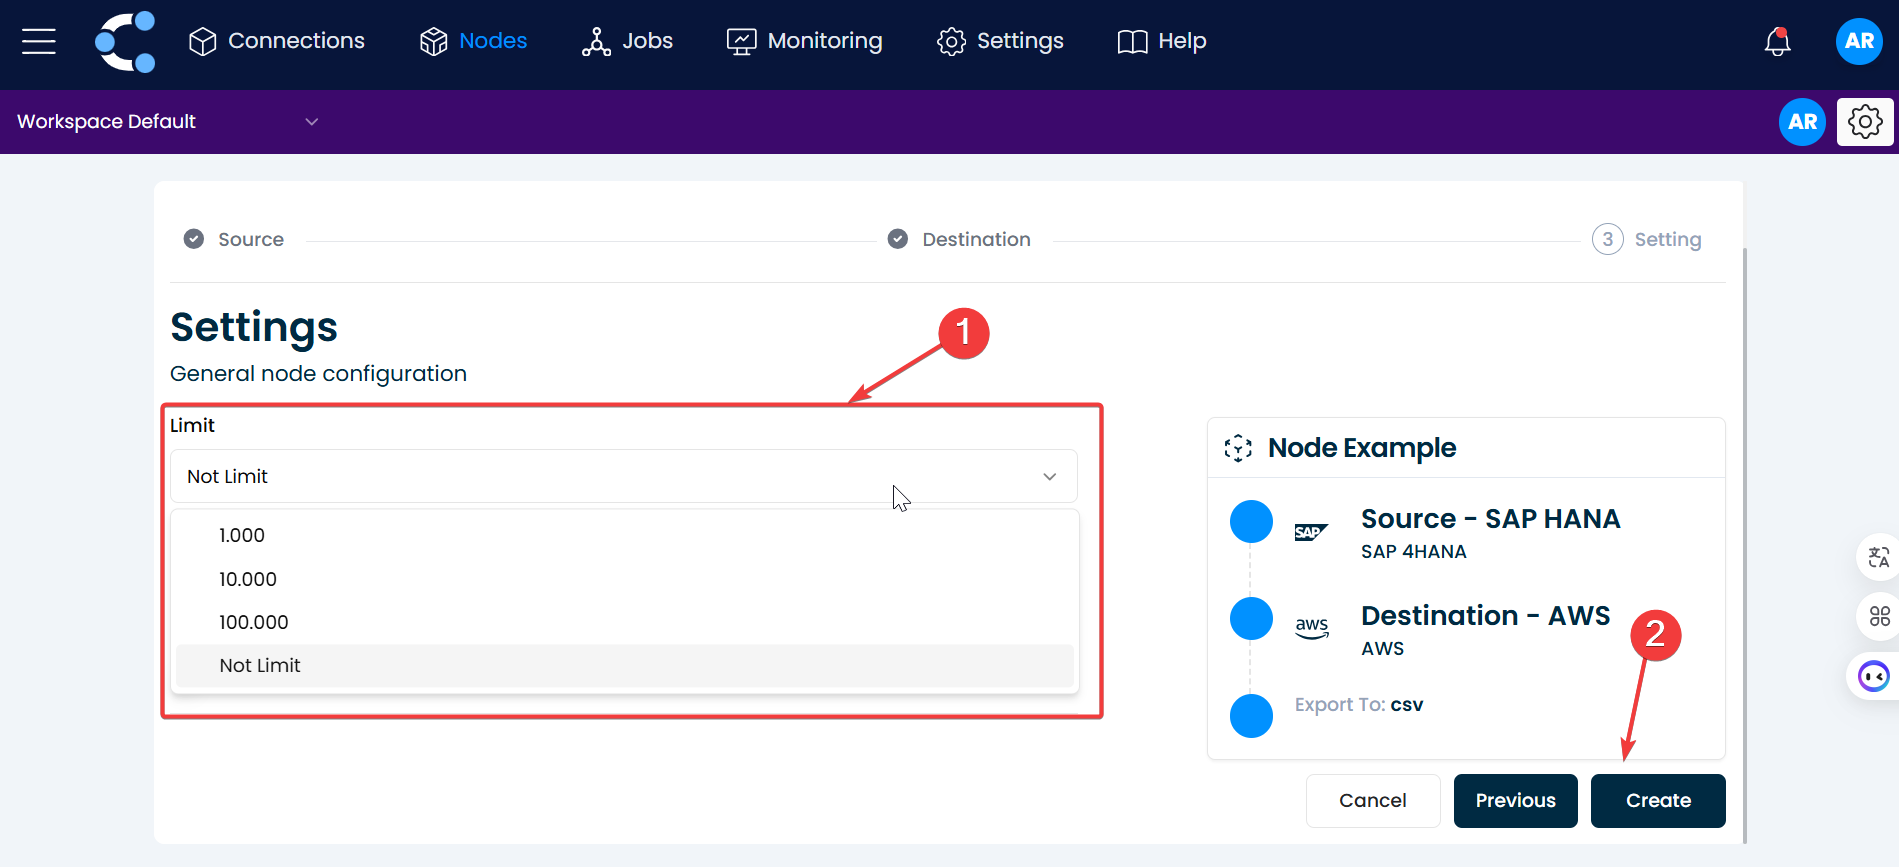 Connections
Nodes
Jobs
Monitoring
Settings
Help
AR
Workspace Default
AR
Source
Destination
3
Setting
Settings
General node configuration
1
Limit
Not Limit
1.000
10.000
100.000
Not Limit
Node Example
SAP
Source - SAP HANA
SAP 4HANA
aws
Destination - AWS
AWS
2
Export To: csv
Cancel
Previous
Create